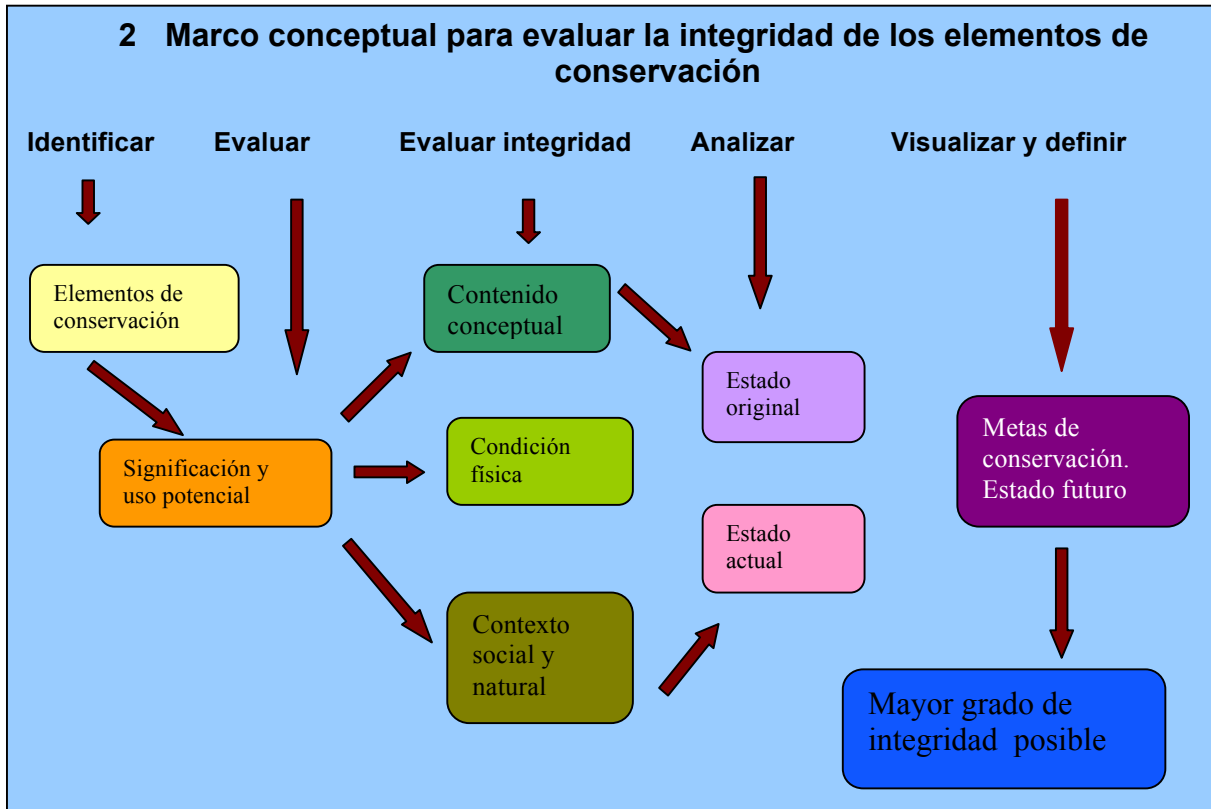 2 Marco conceptual para evaluar la integridad de los elementos de
conservación
Identificar Evaluar Evaluar integridad Analizar Visualizar y definir
Elementos de
conservación
Contenido
conceptual
Estado
original
Metas de
conservación.
Estado futuro
Significación y
uso potencial
Condición
física
Estado
actual
Contexto
social y
natural
Mayor grado de
integridad posible